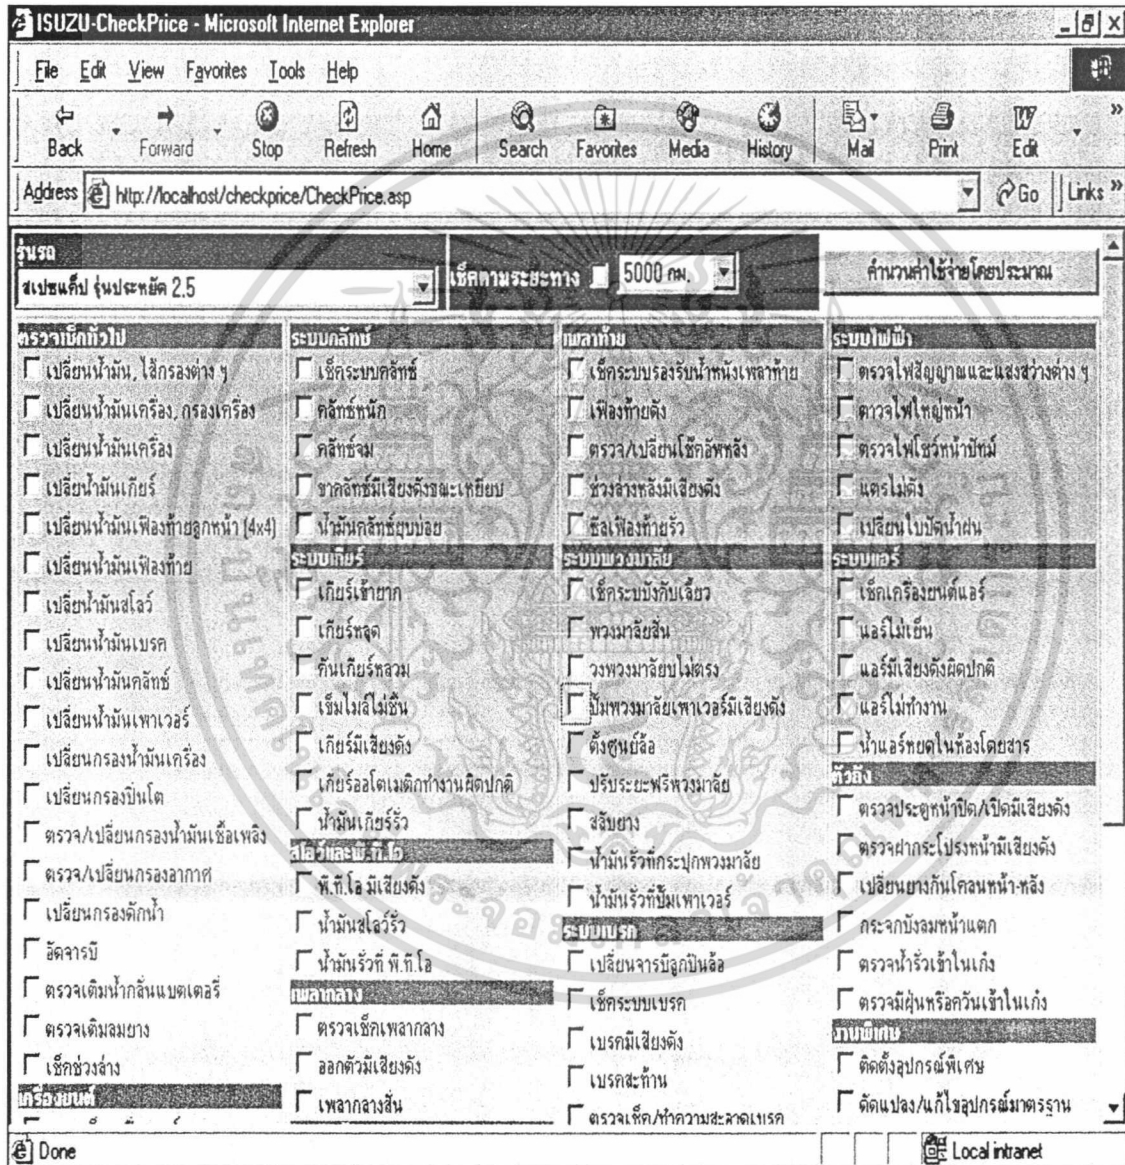 ISUZU-CheckPrice - Microsoft Internet Explorer
File Edit View Favorites Tools Help
Back Forward Stop Refresh Home Search Favorites Media History Mail Print Edit
Address http://localhost/checkprice/CheckPrice.asp Go Links
รุ่นรถ
สเปซแค็ป รุ่นประหยัด 2.5
เช็คตามระยะทาง 5000 กม.
คำนวนค่าใช้จ่ายโดยประมาณ
ตรวจเช็กทั่วไป
เปลี่ยนน้ำมัน, ไส้กรองต่าง ๆ
เปลี่ยนน้ำมันเครื่อง, กรองเครื่อง
เปลี่ยนน้ำมันเครื่อง
เปลี่ยน้ำมันเกียร์
เปลี่ยนน้ำมันเฟืองท้ายลูกหน้า (4x4)
เปลี่ยนน้ำมันเฟืองท้าย
เปลี่ยน้ำมันสโลว์
เปลี่ยนน้ำมันเบรค
เปลี่ยนน้ำมันคลัทซ์
เปลี่ยนน้ำมันเพาเวอร์
เปลี่ยนกรองน้ำมันเครื่อง
เปลี่ยนกรองปิ่นโต
ตรวจ/เปลี่ยนกรองน้ำมันเชื้อเพลิง
ตรวจ/เปลี่ยนกรองอากาศ
เปลี่ยนกรองดักน้ำ
อัดจารบี
ตรวจเติมน้ำกลั่นแบตเตอรี่
ตรวจเติมลมยาง
เช็กช่วงล่าง
เครื่องยนต์
ระบบคลัทซ์
เช็คระบบคลัทซ์
คลัทซ์หนัก
คลัทซ์จม
ขาคลัทซ์มีเสียงดังขณะเหยียบ
น้ำมันคลัทซ์ยุบบ่อย
ระบบเกียร์
เกียร์เข้ายาก
เกียร์หลุด
คันเกียร์หลวม
เข็มไมล์ไม่ขึ้น
เกียร์มีเสียงดัง
เกียร์ออโตเมติกทำงานผิดปกติ
น้ำมันเกียร์รั่ว
สโลว์และพี.ที.โอ
พี.ที.โอ มีเสียงดัง
น้ำมันสโลว์รั่ว
น้ำมันรั่วที่ พี.ที.โอ
เพลากลาง
ตรวจเช็คเพลากลาง
ออกตัวมีเสียงดัง
เพลากลางสั่น
เพลาท้าย
เช็คระบบรองรับน้ำหนังเพลาท้าย
เฟืองท้ายดัง
ตรวจ/เปลี่ยนโช๊คอัพหลัง
ช่วงล่างหลังมีเสียงดัง
ซีลเฟืองท้ายรั่ว
ระบบพวงมาลัย
เช็คระบบังคับเลี้ยว
พวงมาลัยสั่น
วงพวงมาลัยบไม่ตรง
ปั๊มพวงมาลัยเพาเวอร์มีเสียงดัง
ตั้งศูนย์ล้อ
ปรับระยะฟรีพวงมาลัย
สลับยาง
น้ำมันรั่วที่กระปุกพวงมาลัย
น้ำมันรั่วที่ปั๊มเพาเวอร์
ระบบเบรก
เปลี่ยนจารบีลูกปืนล้อ
เช็คระบบเบรค
เบรคมีเสียงดัง
เบรคสะท้าน
ตรวจเช็ค/ทำความสะอาดเบรค
ระบบไฟฟ้า
ตรวจไฟสัญญาณและแสงสว่างต่าง ๆ
ตาวจไฟใหญ่หน้า
ตรวจไฟโชว์หน้าปัทม์
แตรไม่ดัง
เปลี่ยนใบปัดน้ำฝน
ระบบแอร์
เช็คเครื่องยนต์แอร์
แอร์ไม่เย็น
แอร์มีเสียงดังผิดปกติ
แอร์ไม่ทำงาน
น้ำแอร์หยดในห้องโดยสาร
ตัวถัง
ตรวจประตูหน้าปิด/เปิดมีเสียงดัง
ตรวจฝากระโปรงหน้ามีเสียงดัง
เปลี่ยนยางกันโคลนหน้า-หลัง
กระจกบังลมหน้าแตก
ตรวจน้ำรั่วเข้าในเก๋ง
ตรวจมีฝุ่นหรือควันเข้าในเก๋ง
งานพิเศษ
ติดตั้งอุปกรณ์พิเศษ
ดัดแปลง/แก้ไขอุปกรณ์มาตรฐาน
Done Local intranet